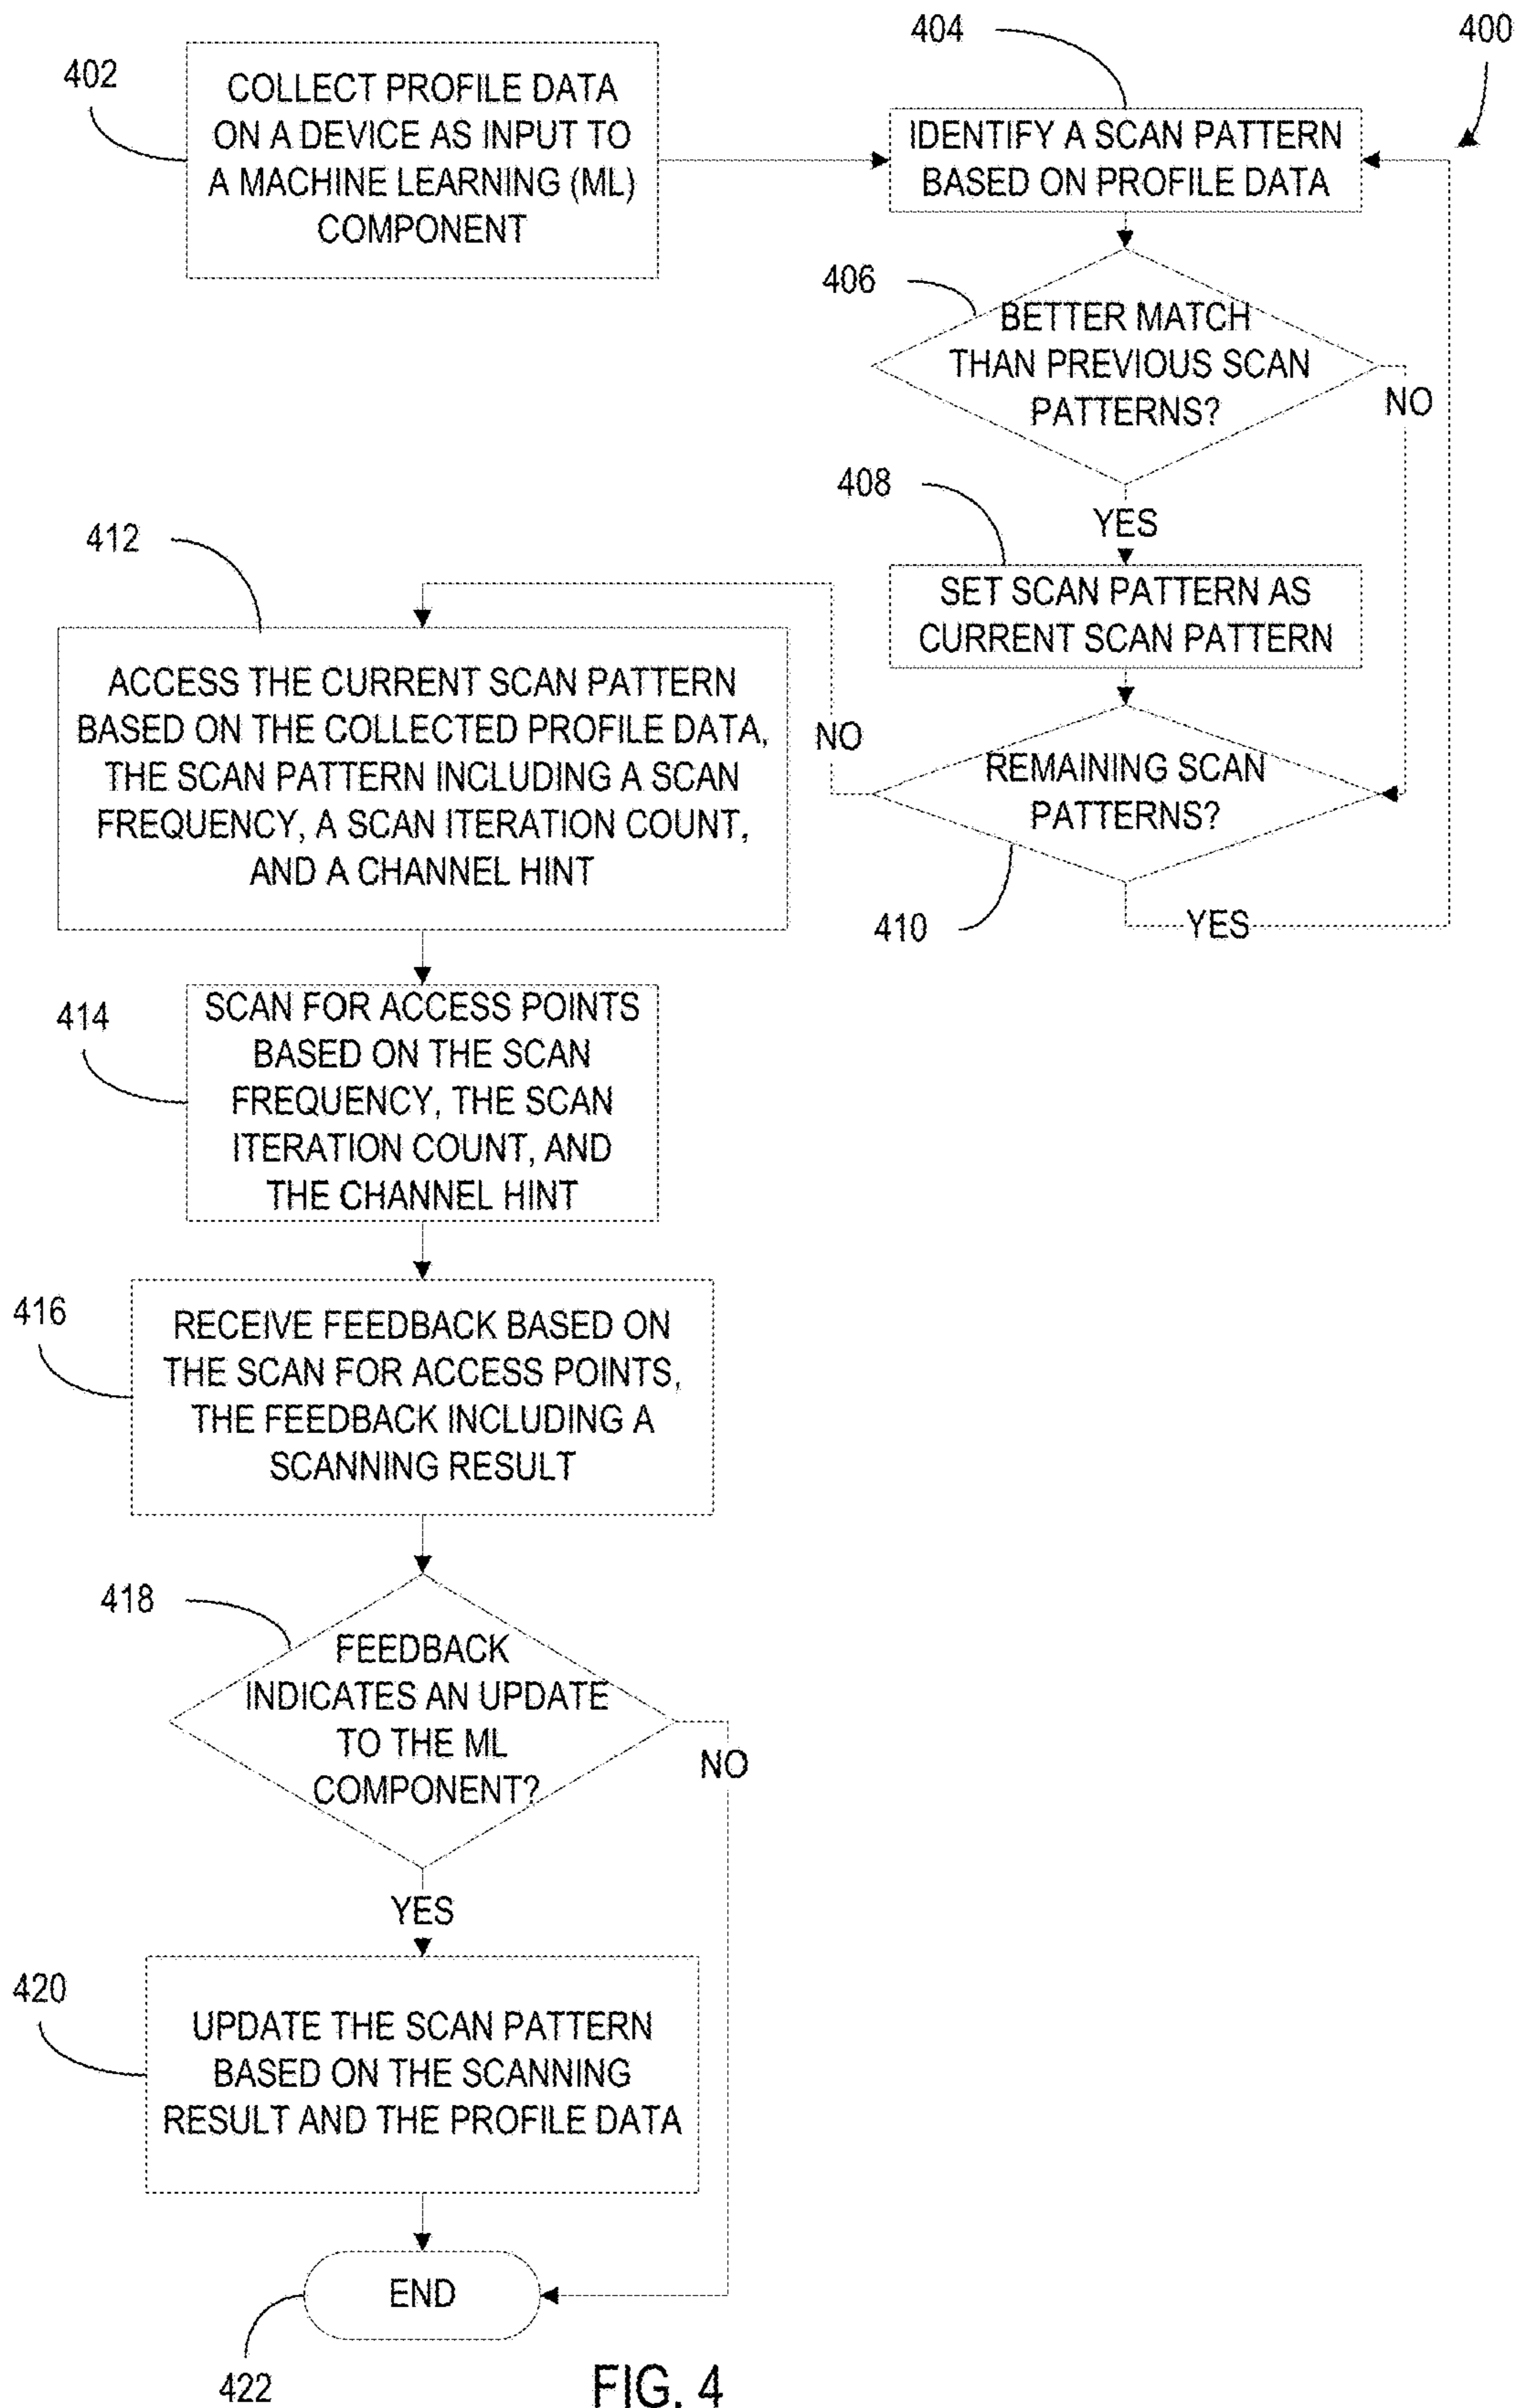 400
402
COLLECT PROFILE DATA
ON A DEVICE AS INPUT TO
A MACHINE LEARNING (ML)
COMPONENT
404
IDENTIFY A SCAN PATTERN
BASED ON PROFILE DATA
406
BETTER MATCH
THAN PREVIOUS SCAN
PATTERNS?
NO
YES
408
SET SCAN PATTERN AS
CURRENT SCAN PATTERN
REMAINING SCAN
PATTERNS?
410
YES
NO
412
ACCESS THE CURRENT SCAN PATTERN
BASED ON THE COLLECTED PROFILE DATA,
THE SCAN PATTERN INCLUDING A SCAN
FREQUENCY, A SCAN ITERATION COUNT,
AND A CHANNEL HINT
414
SCAN FOR ACCESS POINTS
BASED ON THE SCAN
FREQUENCY, THE SCAN
ITERATION COUNT, AND
THE CHANNEL HINT
416
RECEIVE FEEDBACK BASED ON
THE SCAN FOR ACCESS POINTS,
THE FEEDBACK INCLUDING A
SCANNING RESULT
418
FEEDBACK
INDICATES AN UPDATE
TO THE ML
COMPONENT?
NO
YES
420
UPDATE THE SCAN PATTERN
BASED ON THE SCANNING
RESULT AND THE PROFILE DATA
END
422
FIG. 4